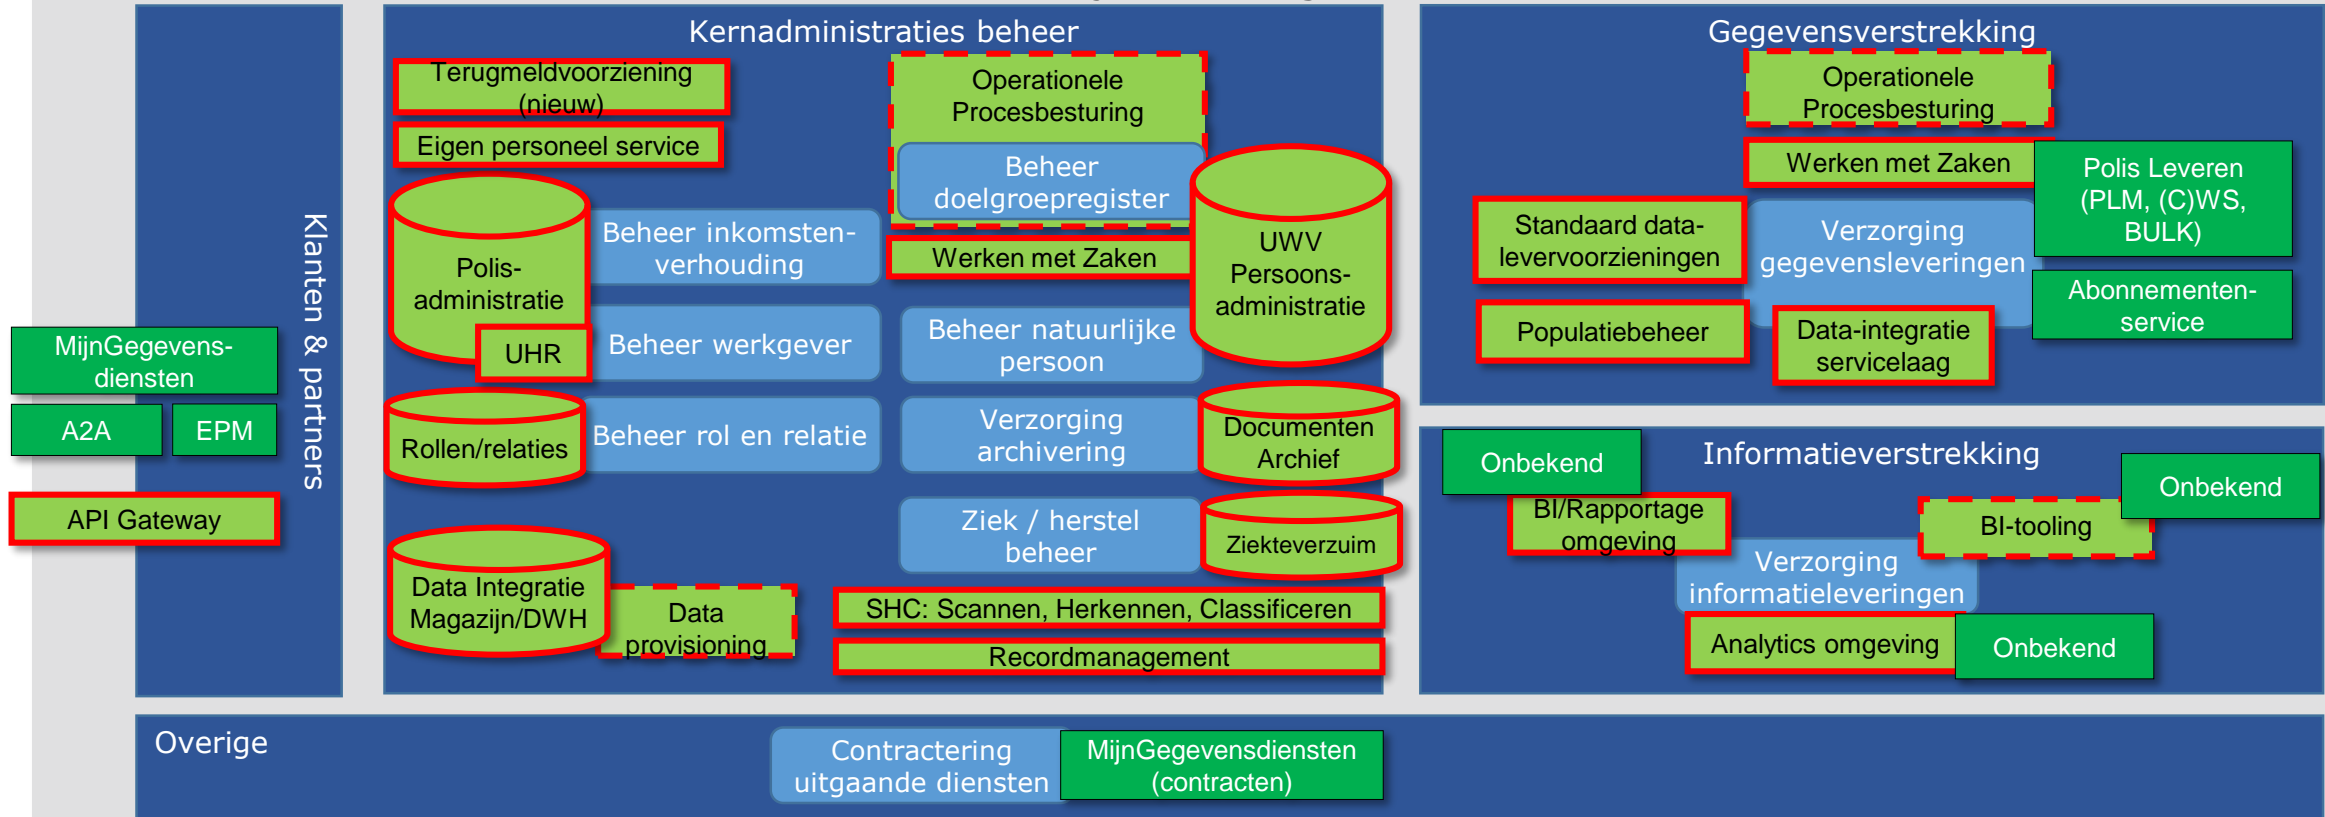 Klanten & partners
MijnGegevens-
diensten
A2A
EPM
API Gateway
Kernadministraties beheer
Terugmeldvoorziening
(nieuw)
Eigen personeel service
Operationele
Procesbesturing
Beheer
doelgroepregister
Werken met Zaken
Polis-
administratie
UHR
Beheer inkomsten-
verhouding
Beheer werkgever
UWV
Persoons-
administratie
Beheer natuurlijke
persoon
Rollen/relaties
Beheer rol en relatie
Verzorging
archivering
Documenten
Archief
Ziek / herstel
beheer
Ziekteverzuim
Data Integratie
Magazijn/DWH
Data
provisioning
SHC: Scannen, Herkennen, Classificeren
Recordmanagement
Gegevensverstrekking
Operationele
Procesbesturing
Werken met Zaken
Polis Leveren
(PLM, (C)WS,
BULK)
Standaard data-
levervoorzieningen
Verzorging
gegevensleveringen
Abonnementen-
service
Populatiebeheer
Data-integratie
servicelaag
Informatieverstrekking
Onbekend
BI/Rapportage
omgeving
Onbekend
BI-tooling
Verzorging
informatieleveringen
Analytics omgeving
Onbekend
Overige
Contractering
uitgaande diensten
MijnGegevensdiensten
(contracten)